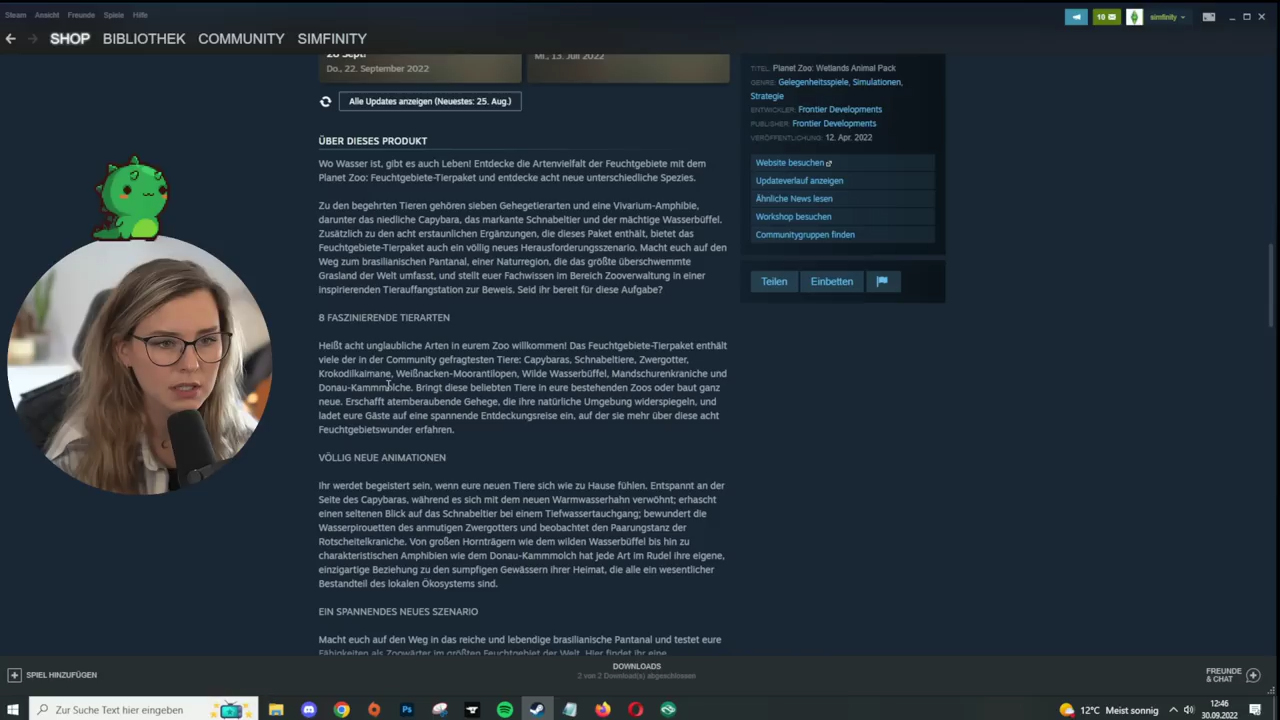 Steam Ansicht Freunde Spiele Hilfe
10
simfinity
SHOP BIBLIOTHEK COMMUNITY SIMFINITY
Do., 22. September 2022
Mi., 13. Juli 2022
Alle Updates anzeigen (Neuestes: 25. Aug.)
ÜBER DIESES PRODUKT
Wo Wasser ist, gibt es auch Leben! Entdecke die Artenvielfalt der Feuchtgebiete mit dem
Planet Zoo: Feuchtgebiete-Tierpaket und entdecke acht neue unterschiedliche Spezies.
Zu den begehrten Tieren gehören sieben Gehegetierarten und eine Vivarium-Amphibie,
darunter das niedliche Capybara, das markante Schnabeltier und der mächtige Wasserbüffel.
Zusätzlich zu den acht erstaunlichen Ergänzungen, die dieses Paket enthält, bietet das
Feuchtgebiete-Tierpaket auch ein völlig neues Herausforderungsszenario. Macht euch auf den
Weg zum brasilianischen Pantanal, einer Naturregion, die das größte überschwemmte
Grasland der Welt umfasst, und stellt euer Fachwissen im Bereich Zooverwaltung in einer
inspirierenden Tierauffangstation zur Beweis. Seid ihr bereit für diese Aufgabe?
8 FASZINIERENDE TIERARTEN
Heißt acht unglaubliche Arten in eurem Zoo willkommen! Das Feuchtgebiete-Tierpaket enthält
viele der in der Community gefragtesten Tiere: Capybaras, Schnabeltiere, Zwergotter,
Krokodilkaimane, Weißnacken-Moorantilopen, Wilde Wasserbüffel, Mandschurenkraniche und
Donau-Kammmolche. Bringt diese beliebten Tiere in eure bestehenden Zoos oder baut ganz
neue. Erschafft atemberaubende Gehege, die ihre natürliche Umgebung widerspiegeln, und
ladet eure Gäste auf eine spannende Entdeckungsreise ein, auf der sie mehr über diese acht
Feuchtgebietswunder erfahren.
VÖLLIG NEUE ANIMATIONEN
Ihr werdet begeistert sein, wenn eure neuen Tiere sich wie zu Hause fühlen. Entspannt an der
Seite des Capybaras, während es sich mit dem neuen Warmwasserhahn verwöhnt; erhascht
einen seltenen Blick auf das Schnabeltier bei einem Tiefwassertauchgang; bewundert die
Wasserpirouetten des anmutigen Zwergotters und beobachtet den Paarungstanz der
Rotscheitelkraniche. Von großen Hornträgern wie dem wilden Wasserbüffel bis hin zu
charakteristischen Amphibien wie dem Donau-Kammmolch hat jede Art im Rudel ihre eigene,
einzigartige Beziehung zu den sumpfigen Gewässern ihrer Heimat, die alle ein wesentlicher
Bestandteil des lokalen Ökosystems sind.
EIN SPANNENDES NEUES SZENARIO
Macht euch auf den Weg in das reiche und lebendige brasilianische Pantanal und testet eure
Fähigkeiten als Zoowärter im größten Feuchtgebiet der Welt. Hier findet ihr eine
TITEL: Planet Zoo: Wetlands Animal Pack
GENRE: Gelegenheitsspiele, Simulationen,
Strategie
ENTWICKLER: Frontier Developments
PUBLISHER: Frontier Developments
VERÖFFENTLICHUNG: 12. Apr. 2022
Website besuchen
Updateverlauf anzeigen
Ähnliche News lesen
Workshop besuchen
Communitygruppen finden
Teilen Einbetten
SPIEL HINZUFÜGEN
DOWNLOADS
2 von 2 Download(s) abgeschlossen
FREUNDE
& CHAT
Zur Suche Text hier eingeben
12°C Meist sonnig
12:46
30.09.2022